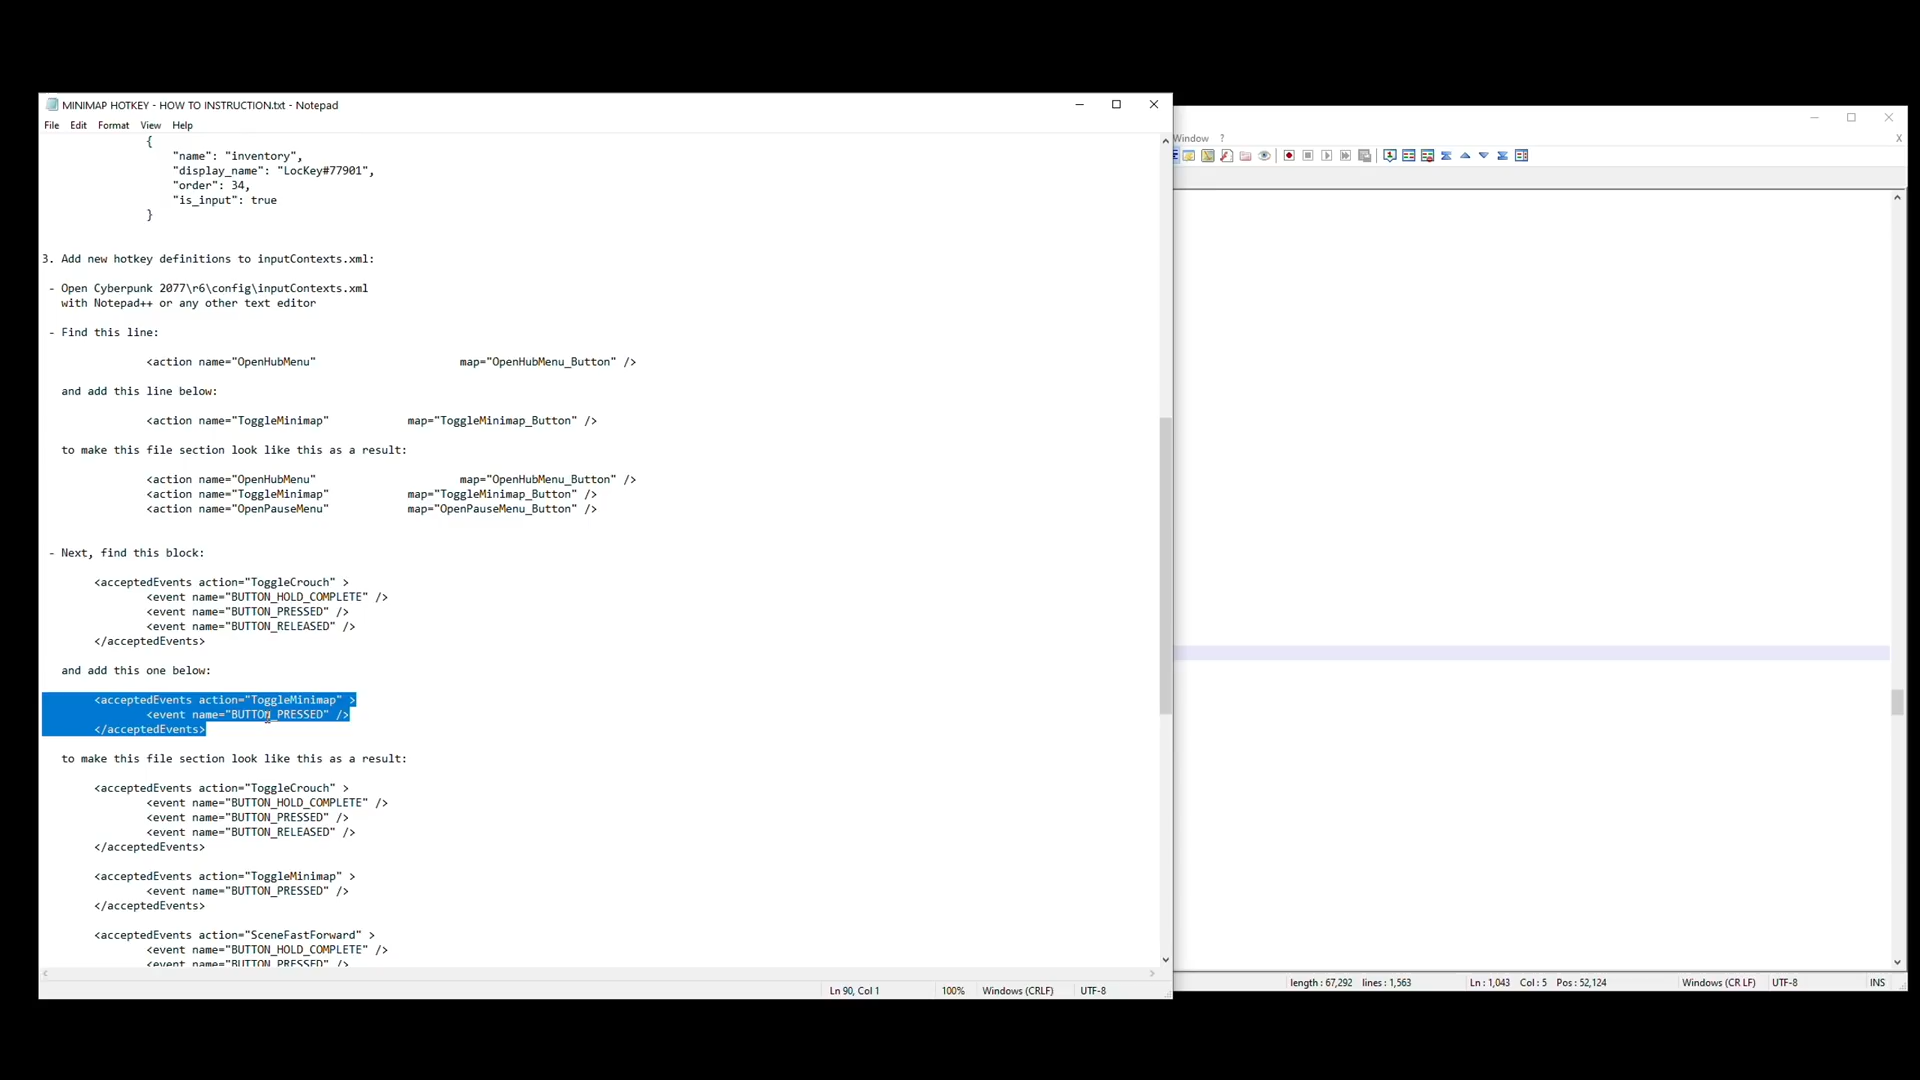 MINIMAP HOTKEY - HOW TO INSTRUCTION.txt - Notepad
File Edit Format View Help
{
"name": "inventory",
"display_name": "LocKey#77901",
"order": 34,
"is_input": true
}
3. Add new hotkey definitions to inputContexts.xml:
- Open Cyberpunk 2077\r6\config\inputContexts.xml
with Notepad++ or any other text editor
- Find this line:
<action name="OpenHubMenu" map="OpenHubMenu_Button" />
and add this line below:
<action name="ToggleMinimap" map="ToggleMinimap_Button" />
to make this file section look like this as a result:
<action name="OpenHubMenu" map="OpenHubMenu_Button" />
<action name="ToggleMinimap" map="ToggleMinimap_Button" />
<action name="OpenPauseMenu" map="OpenPauseMenu_Button" />
- Next, find this block:
<acceptedEvents action="ToggleCrouch" >
<event name="BUTTON_HOLD_COMPLETE" />
<event name="BUTTON_PRESSED" />
<event name="BUTTON_RELEASED" />
</acceptedEvents>
and add this one below:
<acceptedEvents action="ToggleMinimap" >
<event name="BUTTON_PRESSED" />
</acceptedEvents>
to make this file section look like this as a result:
<acceptedEvents action="ToggleCrouch" >
<event name="BUTTON_HOLD_COMPLETE" />
<event name="BUTTON_PRESSED" />
<event name="BUTTON_RELEASED" />
</acceptedEvents>
<acceptedEvents action="ToggleMinimap" >
<event name="BUTTON_PRESSED" />
</acceptedEvents>
<acceptedEvents action="SceneFastForward" >
<event name="BUTTON_HOLD_COMPLETE" />
<event name="BUTTON_PRESSED" />
Ln 90, Col 1 100% Windows (CRLF) UTF-8
Window ? X
length : 67,292 lines : 1,563 Ln : 1,043 Col : 5 Pos : 52,124 Windows (CR LF) UTF-8 INS